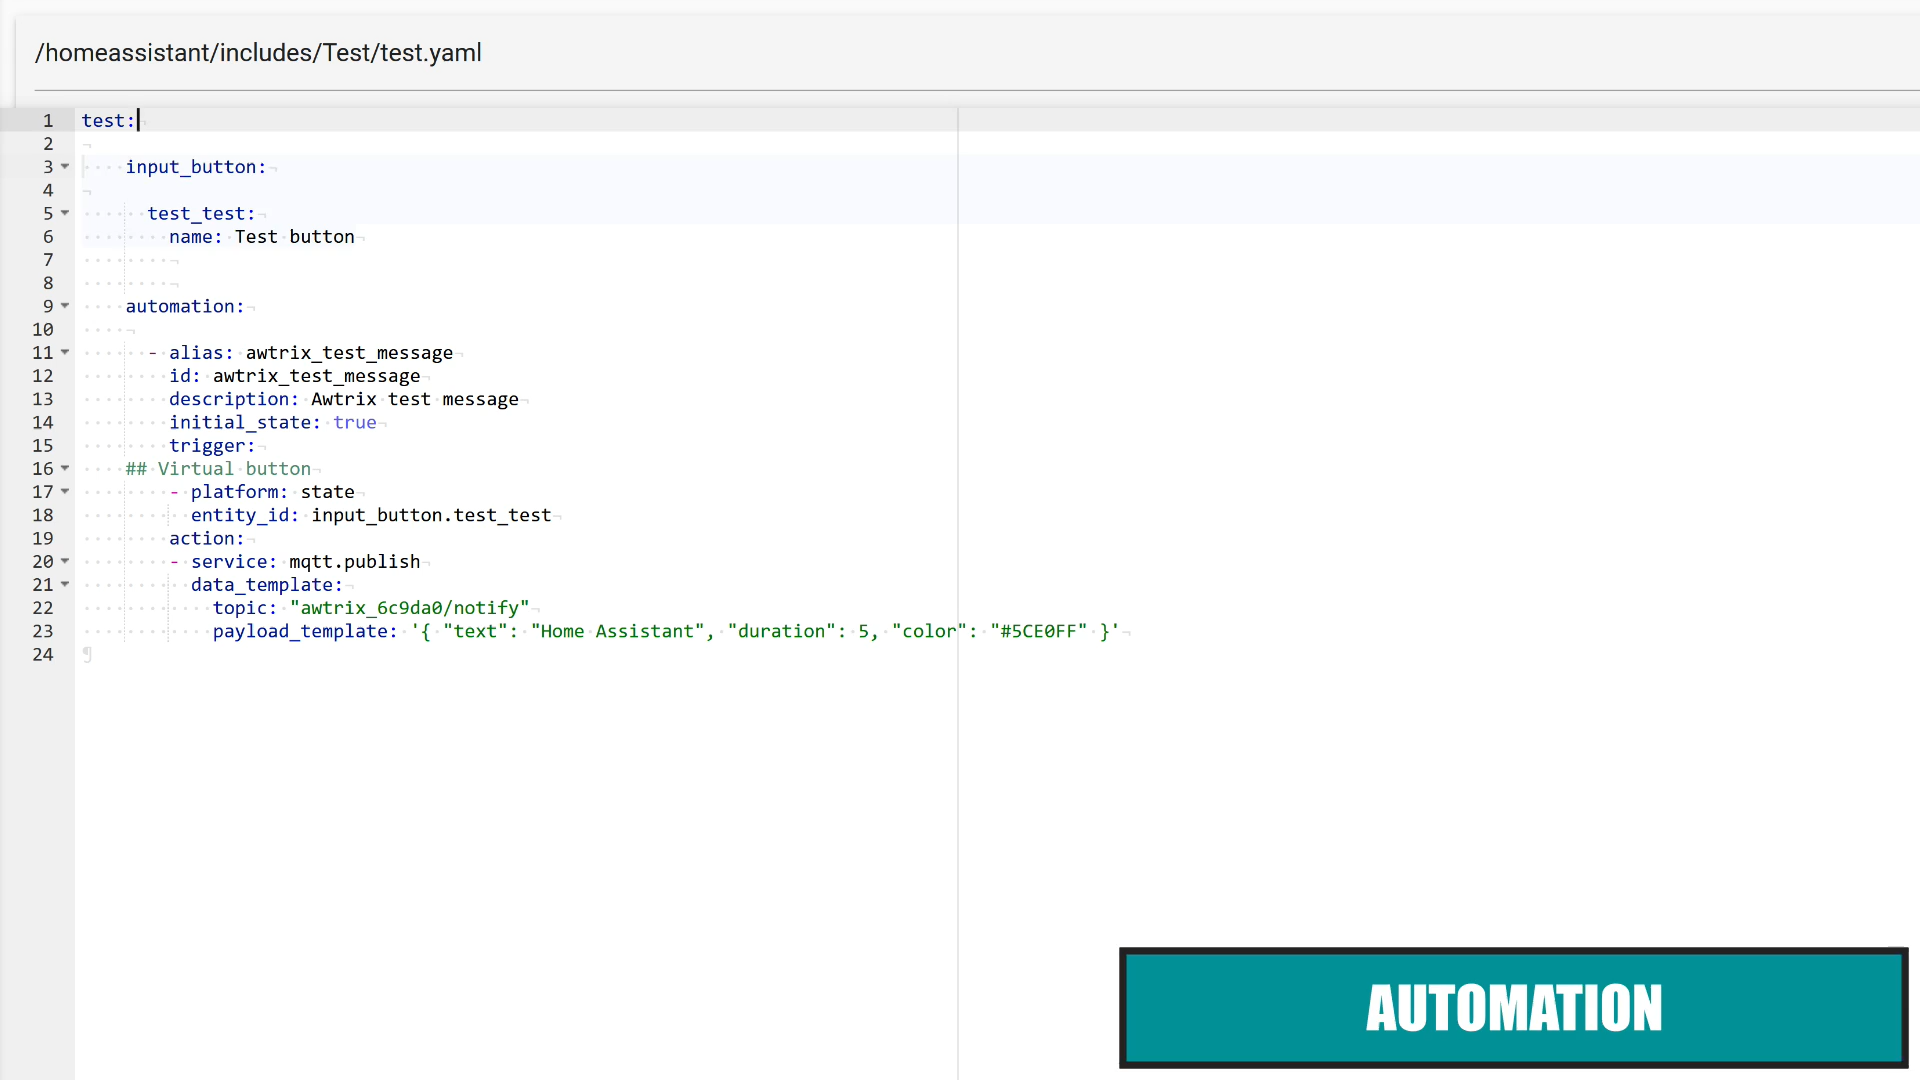 /homeassistant/includes/Test/test.yaml
1 test:
2
3 input_button:
4
5 test_test:
6 name: Test button
7
8
9 automation:
10
11 - alias: awtrix_test_message
12 id: awtrix_test_message
13 description: Awtrix test message
14 initial_state: true
15 trigger:
16 ## Virtual button
17 - platform: state
18 entity_id: input_button.test_test
19 action:
20 - service: mqtt.publish
21 data_template:
22 topic: "awtrix_6c9da0/notify"
23 payload_template: '{ "text": "Home Assistant", "duration": 5, "color": "#5CE0FF" }'
24
AUTOMATION